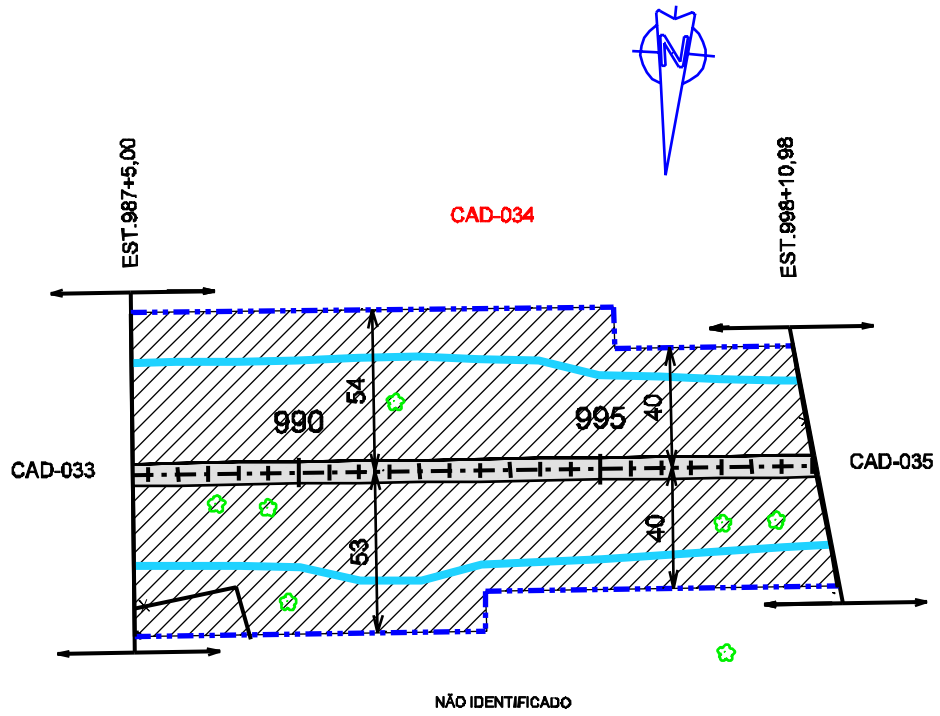 N
EST.987+5,00
EST.998+10,98
CAD-034
54
40
990
995
CAD-033
CAD-035
53
40
NÃO IDENTIFICADO